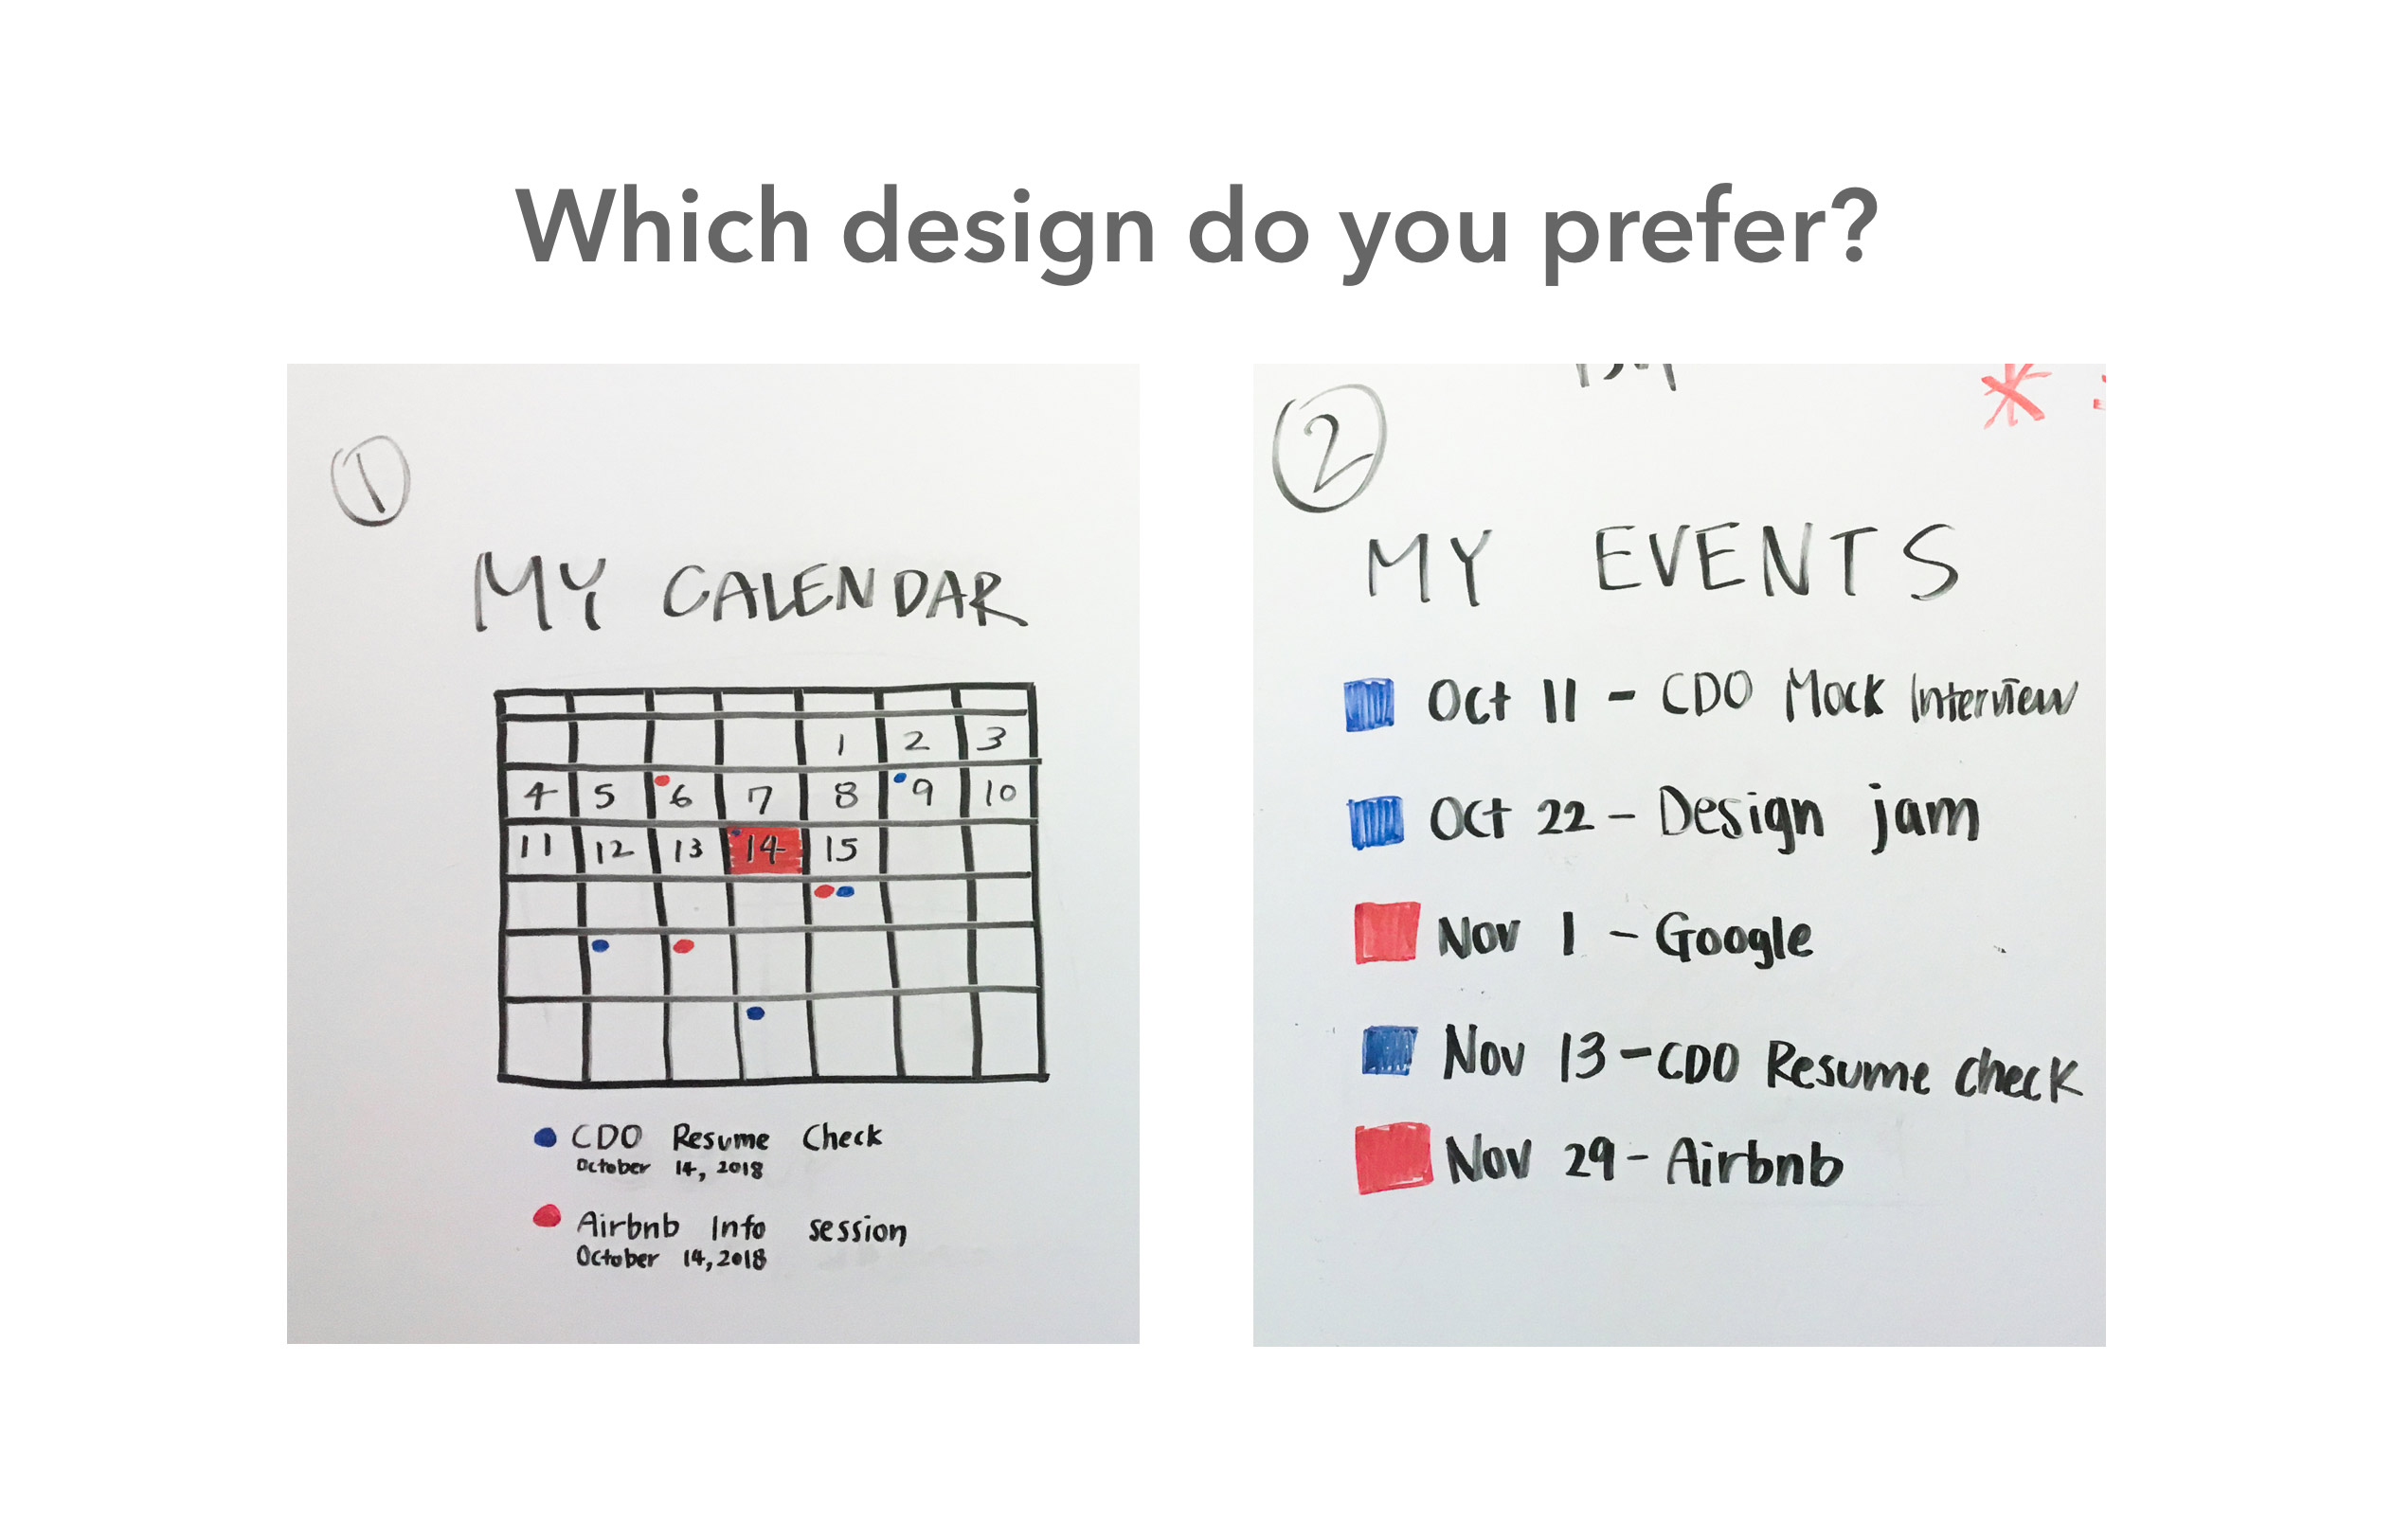 Which design do you prefer?
1
MY CALENDAR
1 2 3
4 5 6 7 8 9 10
11 12 13 14 15
CDO Resume Check
October 14, 2018
Airbnb Info session
October 14, 2018
2
MY EVENTS
Oct 11 - CDO Mock Interview
Oct 22 - Design jam
Nov 1 - Google
Nov 13 - CDO Resume check
Nov 29 - Airbnb